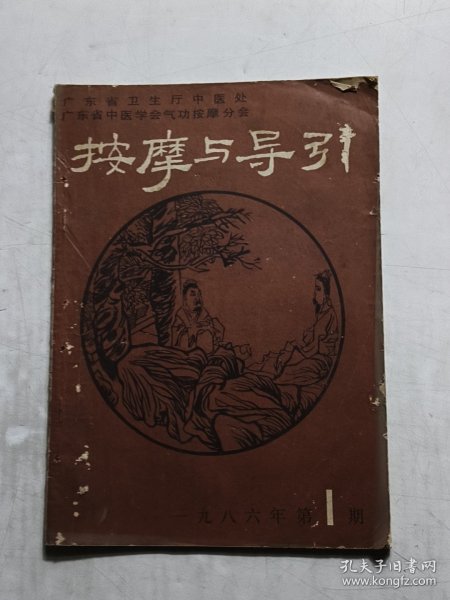 广东省卫生厅中医处
广东省中医学会气功按摩分会
按摩与导引
一九八六年第1期
孔夫子旧书网
www.kongfz.com